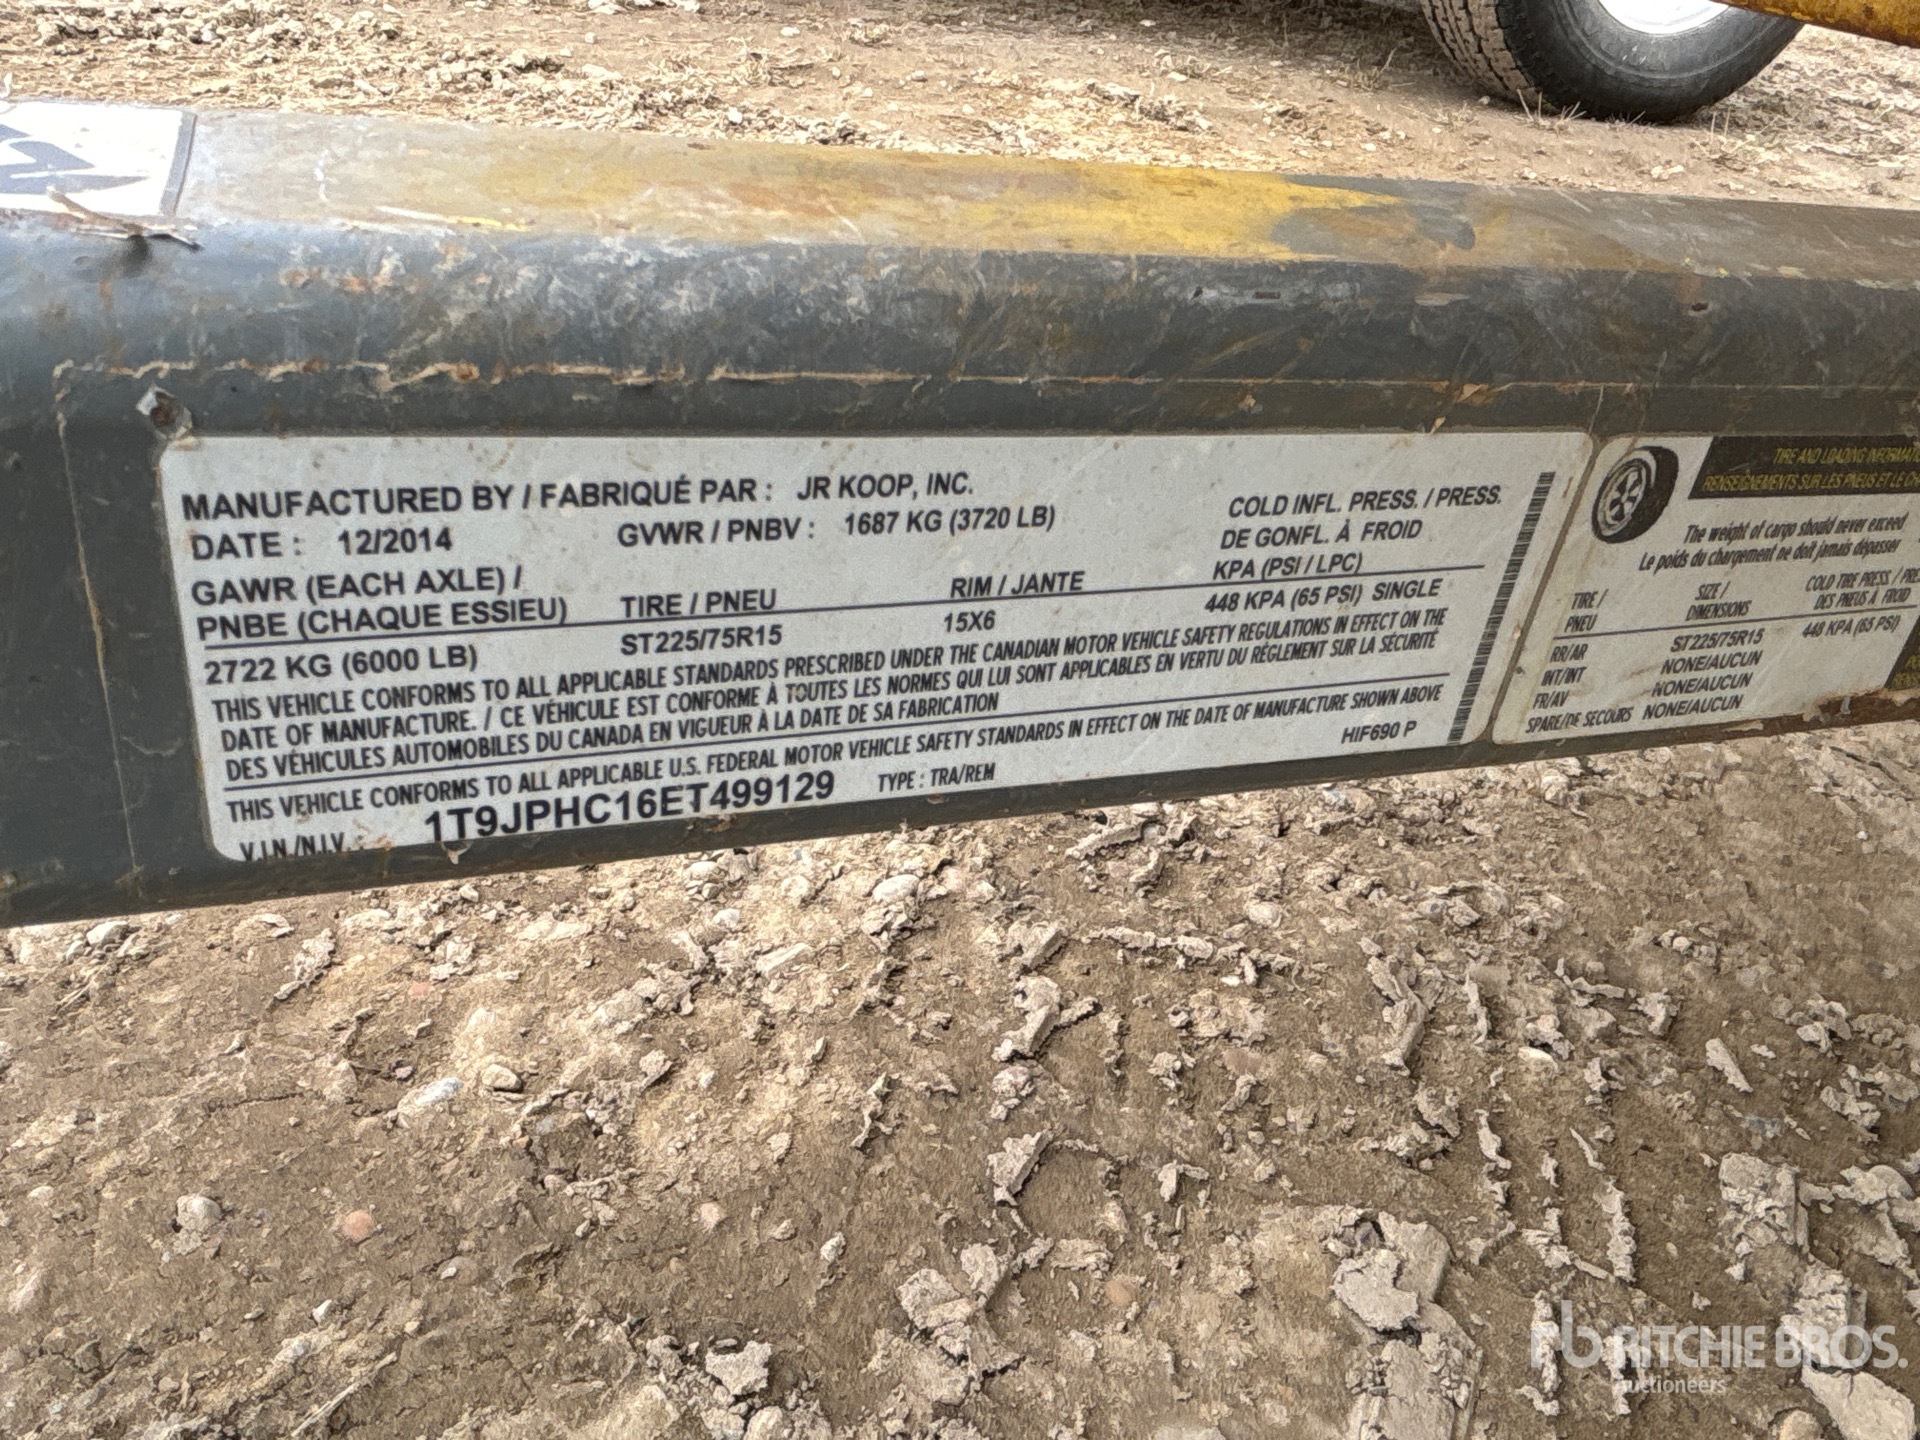 MANUFACTURED BY / FABRIQUÉ PAR : JR KOOP, INC.
DATE : 12/2014 GVWR / PNBV : 1687 KG (3720 LB)
COLD INFL. PRESS. / PRESS.
DE GONFL. À FROID
KPA (PSI / LPC)
GAWR (EACH AXLE) /
PNBE (CHAQUE ESSIEU) TIRE / PNEU RIM / JANTE
2722 KG (6000 LB) ST225/75R15 15X6 448 KPA (65 PSI) SINGLE
THIS VEHICLE CONFORMS TO ALL APPLICABLE STANDARDS PRESCRIBED UNDER THE CANADIAN MOTOR VEHICLE SAFETY REGULATIONS IN EFFECT ON THE
DATE OF MANUFACTURE. / CE VÉHICULE EST CONFORME À TOUTES LES NORMES QUI LUI SONT APPLICABLES EN VERTU DU RÉGLEMENT SUR LA SÉCURITÉ
DES VÉHICULES AUTOMOBILES DU CANADA EN VIGUEUR À LA DATE DE SA FABRICATION
THIS VEHICLE CONFORMS TO ALL APPLICABLE U.S. FEDERAL MOTOR VEHICLE SAFETY STANDARDS IN EFFECT ON THE DATE OF MANUFACTURE SHOWN ABOVE
V.I.N./N.I.V. : 1T9JPHC16ET499129 TYPE : TRA/REM HIF690 P
TIRE AND LOADING
RENSEIGNEMENTS SUR LES PNEUS ET LE
The weight of cargo should never exceed
Le poids du chargement ne doit jamais dépasser
TIRE / SIZE / COLD TIRE PRESS. /
PNEU DIMENSIONS DES PNEUS À FROID
RR/AR ST225/75R15 448 KPA (65 PSI)
INT/INT NONE/AUCUN
FR/AV NONE/AUCUN
SPARE/DE SECOURS NONE/AUCUN
rb RITCHIE BROS.
Auctioneers